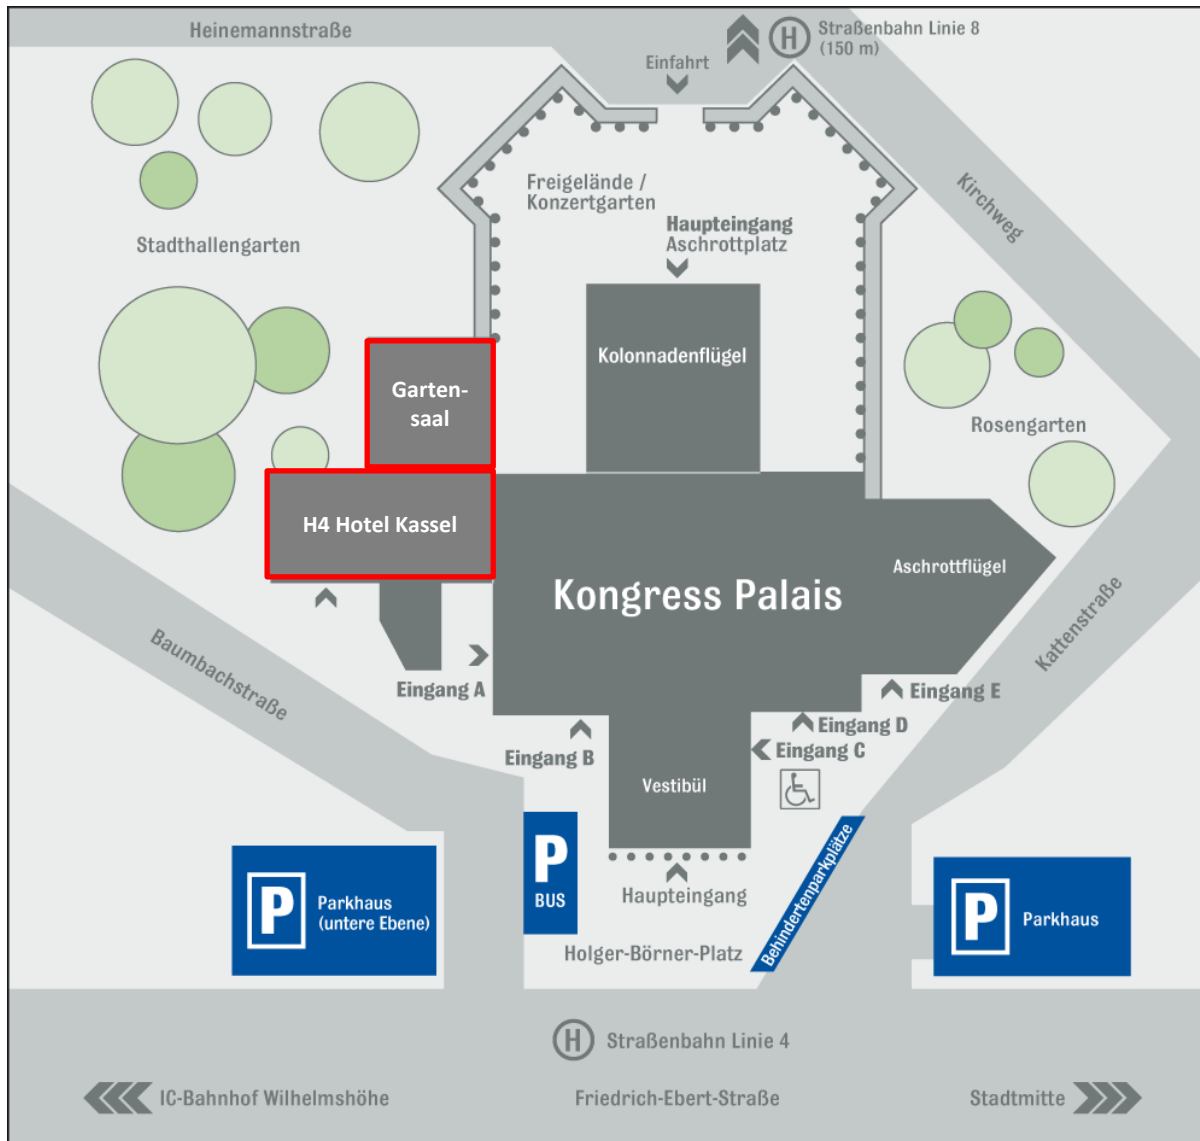 Heinemannstraße
H
Straßenbahn Linie 8
(150 m)
Einfahrt
Kirchweg
Freigelände /
Konzertgarten
Haupteingang
Aschrottplatz
Stadthallengarten
Kolonnadenflügel
Garten-
saal
Rosengarten
H4 Hotel Kassel
Kongress Palais
Aschrottflügel
Kattenstraße
Baumbachstraße
Eingang A
Eingang E
Eingang D
Eingang C
Eingang B
Vestibül
P
BUS
Behindertenparkplätze
P
Parkhaus
(untere Ebene)
Haupteingang
P
Parkhaus
Holger-Börner-Platz
H
Straßenbahn Linie 4
IC-Bahnhof Wilhelmshöhe
Friedrich-Ebert-Straße
Stadtmitte